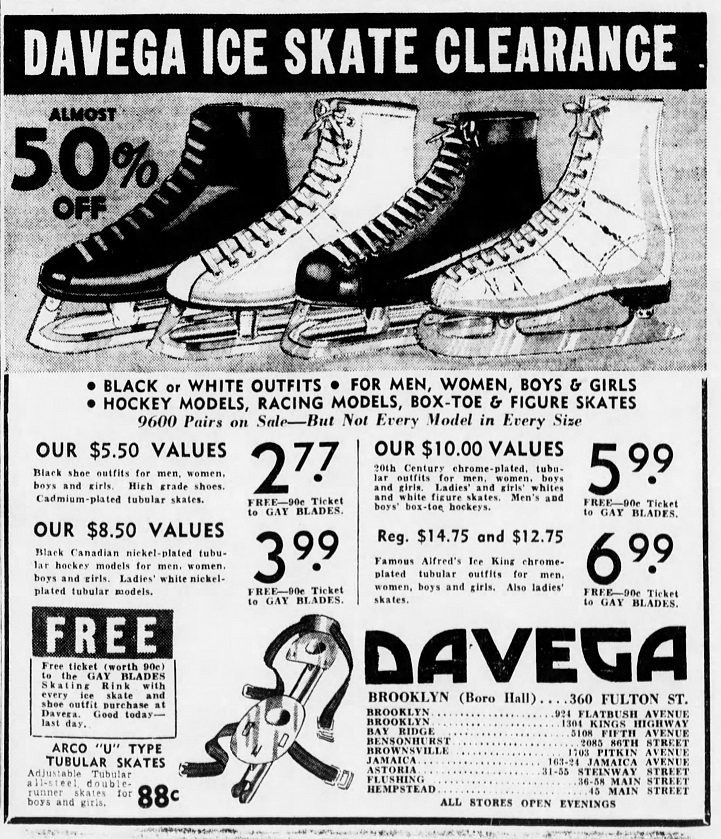 DAVEGA ICE SKATE CLEARANCE
ALMOST
50%
OFF
• BLACK or WHITE OUTFITS • FOR MEN, WOMEN, BOYS & GIRLS
• HOCKEY MODELS, RACING MODELS, BOX-TOE & FIGURE SKATES
9600 Pairs on Sale—But Not Every Model in Every Size
OUR $5.50 VALUES
Black shoe outfits for men, women,
boys and girls. High grade shoes.
Cadmium-plated tubular skates.
2.77
FREE—90c Ticket
to GAY BLADES.
OUR $8.50 VALUES
Black Canadian nickel-plated tubu-
lar hockey models for men, women,
boys and girls. Ladies' white nickel-
plated tubular models.
3.99
FREE—90c Ticket
to GAY BLADES.
OUR $10.00 VALUES
20th Century chrome-plated, tubu-
lar outfits for men, women, boys
and girls. Ladies' and girls' whites
and white figure skates. Men's and
boys' box-toe hockeys.
5.99
FREE—90c Ticket
to GAY BLADES.
Reg. $14.75 and $12.75
Famous Alfred's Ice King chrome-
plated tubular outfits for men,
women, boys and girls. Also ladies'
skates.
6.99
FREE—90c Ticket
to GAY BLADES.
FREE
Free ticket (worth 90c)
to the GAY BLADES
Skating Rink with
every ice skate and
shoe outfit purchase at
Davega. Good today—
last day.
ARCO "U" TYPE
TUBULAR SKATES
Adjustable Tubular
all-steel, double-
runner skates for
boys and girls.
88c
DAVEGA
BROOKLYN (Boro Hall)....360 FULTON ST.
BROOKLYN..........924 FLATBUSH AVENUE
BROOKLYN..........1304 KINGS HIGHWAY
BAY RIDGE..........5108 FIFTH AVENUE
BENSONHURST..........2085 86TH STREET
BROWNSVILLE..........1703 PITKIN AVENUE
JAMAICA..........163-24 JAMAICA AVENUE
ASTORIA..........31-55 STEINWAY STREET
FLUSHING..........36-58 MAIN STREET
HEMPSTEAD..........45 MAIN STREET
ALL STORES OPEN EVENINGS